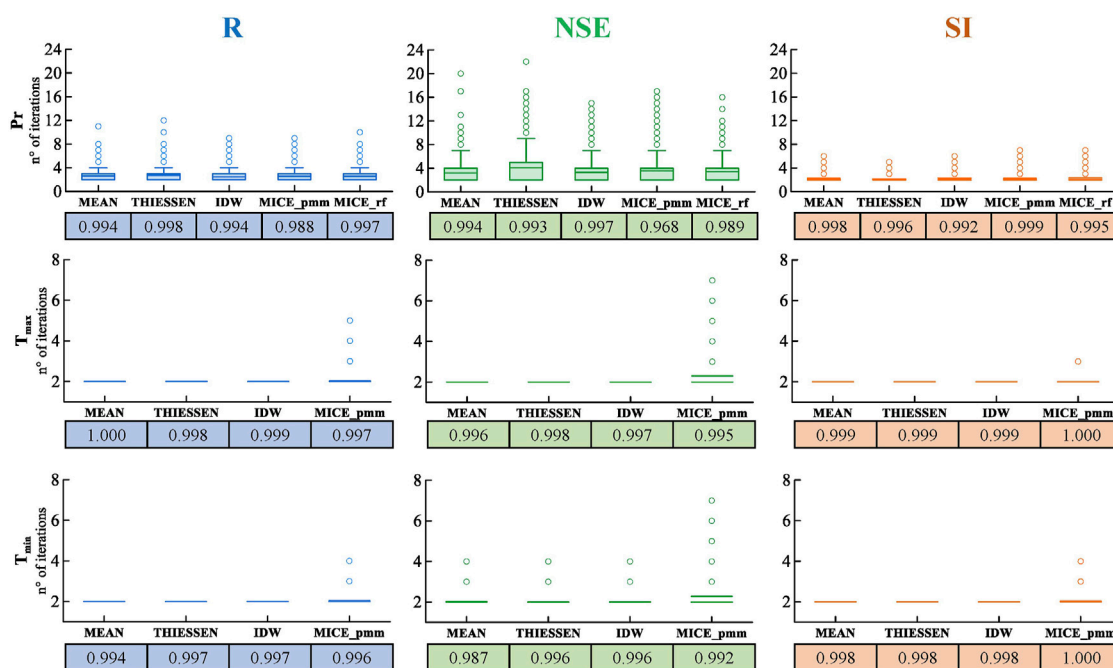 R NSE SI
Pr
n° of iterations
24 24 24
20 20 20
16 16 16
12 12 12
8 8 8
4 4 4
0 0 0
MEAN THIESSEN IDW MICE_pmm MICE_rf MEAN THIESSEN IDW MICE_pmm MICE_rf MEAN THIESSEN IDW MICE_pmm MICE_rf
0.994 0.998 0.994 0.988 0.997 0.994 0.993 0.997 0.968 0.989 0.998 0.996 0.992 0.999 0.995
Tmax
n° of iterations
8 8 8
6 6 6
4 4 4
2 2 2
MEAN THIESSEN IDW MICE_pmm MEAN THIESSEN IDW MICE_pmm MEAN THIESSEN IDW MICE_pmm
1.000 0.998 0.999 0.997 0.996 0.998 0.997 0.995 0.999 0.999 0.999 1.000
Tmin
n° of iterations
8 8 8
6 6 6
4 4 4
2 2 2
MEAN THIESSEN IDW MICE_pmm MEAN THIESSEN IDW MICE_pmm MEAN THIESSEN IDW MICE_pmm
0.994 0.997 0.997 0.996 0.987 0.996 0.996 0.992 0.998 0.998 0.998 1.000